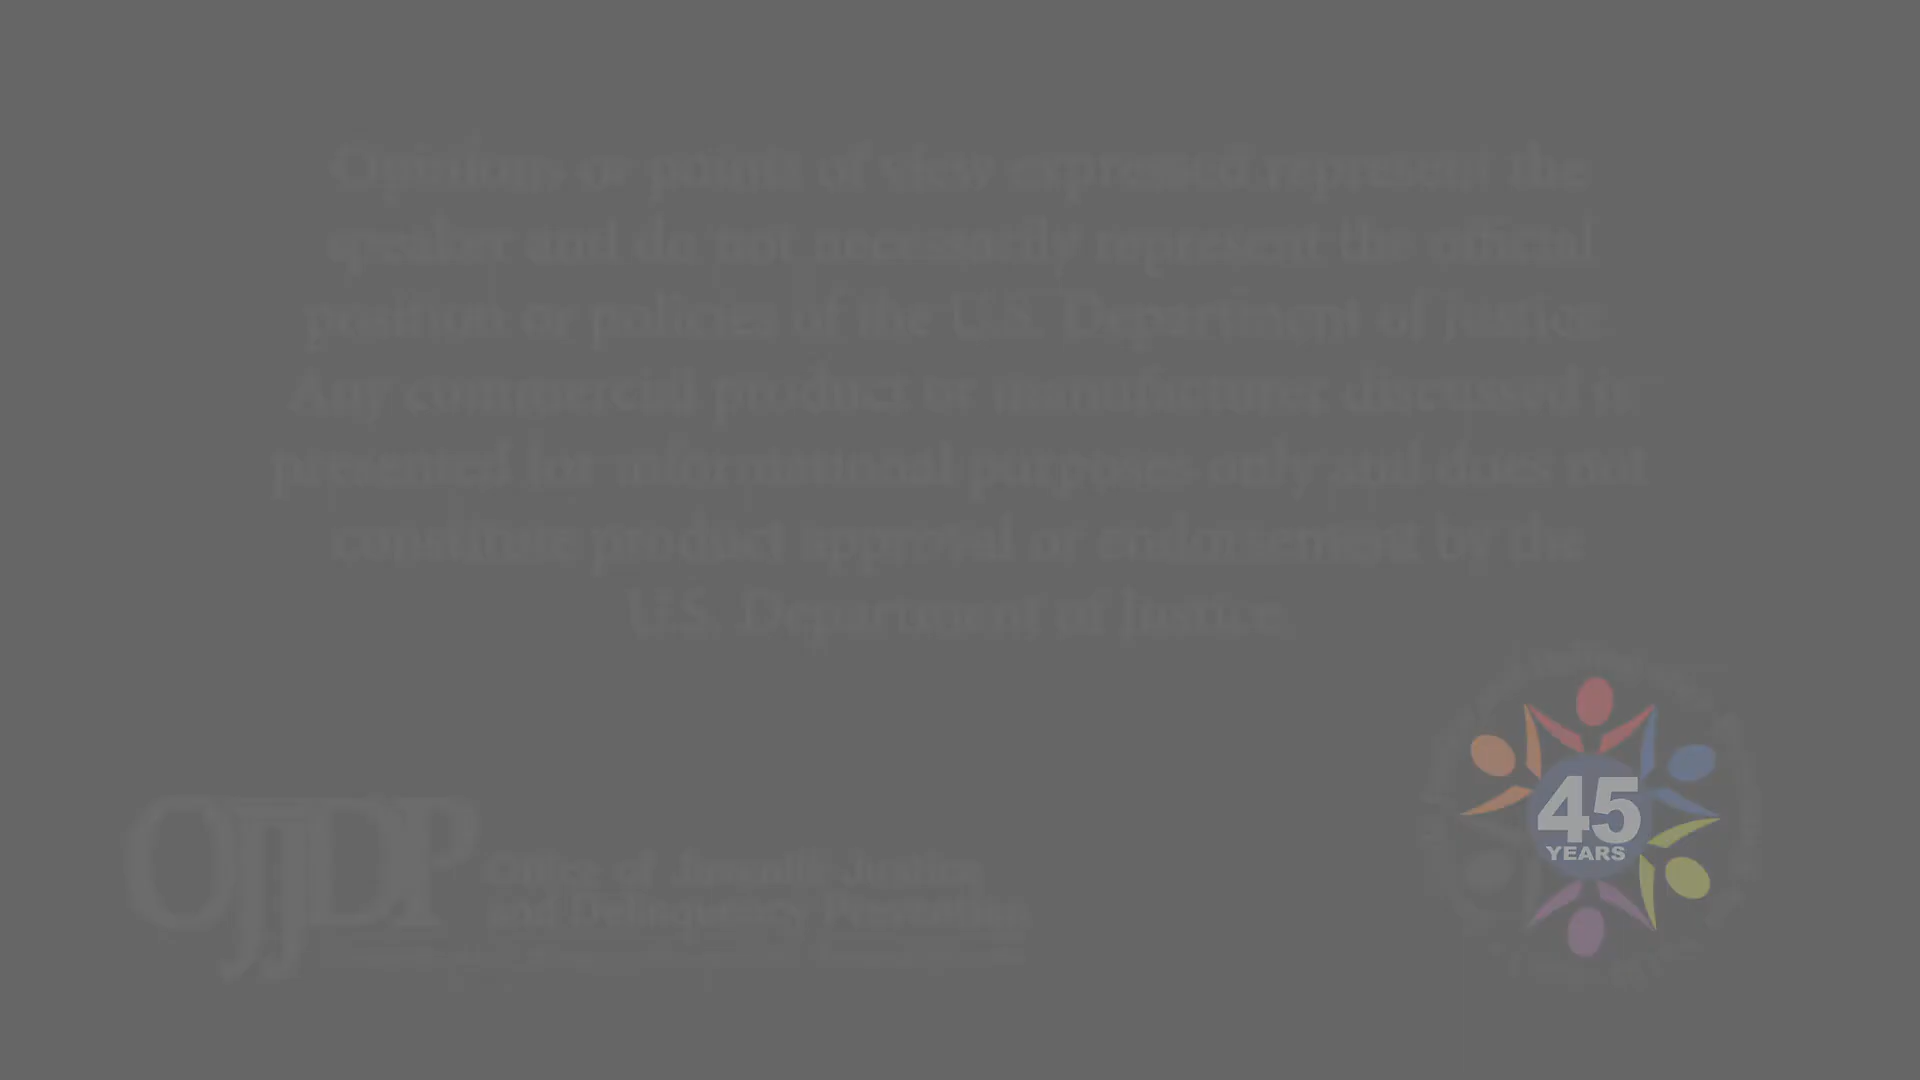 Opinions or points of view expressed represent the
speaker and do not necessarily represent the official
position or policies of the U.S. Department of Justice.
Any commercial product or manufacturer discussed is
presented for informational purposes only and does not
constitute product approval or endorsement by the
U.S. Department of Justice.
OJJDP
Office of Juvenile Justice
and Delinquency Prevention
45
YEARS